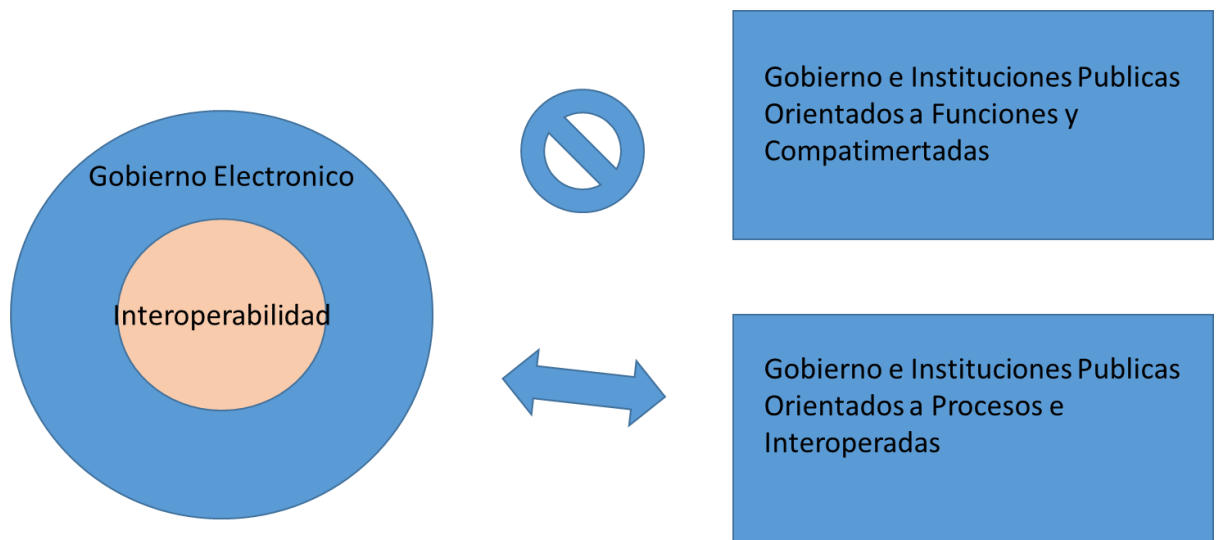 Gobierno Electronico
Interoperabilidad
Gobierno e Instituciones Publicas
Orientados a Funciones y
Compatimertadas
Gobierno e Instituciones Publicas
Orientados a Procesos e
Interoperadas